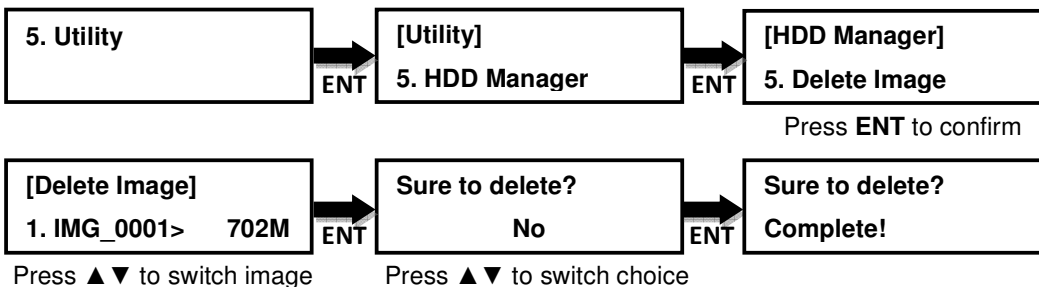 5. Utility
ENT
[Utility]
5. HDD Manager
ENT
[HDD Manager]
5. Delete Image
Press ENT to confirm
[Delete Image]
1. IMG_0001> 702M
ENT
Sure to delete?
No
ENT
Sure to delete?
Complete!
Press ▲▼ to switch image
Press ▲▼ to switch choice